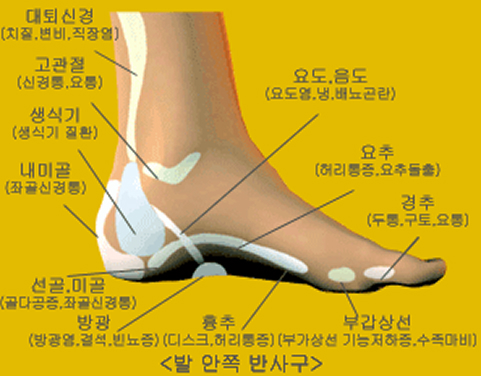 대퇴신경
(치질,변비,직장염)
고관절
(신경통,요통)
생식기
(생식기 질환)
내미골
(좌골신경통)
요도,음도
(요도염,냉,배뇨곤란)
요추
(허리통증,요추돌출)
경추
(두통,구토,요통)
선골,미골
(골다공증,좌골신경통)
방광
(방광염,결석,빈뇨증)
흉추
(디스크,허리통증)
부갑상선
(부가상선 기능저하증,수족마비)
<발 안쪽 반사구>